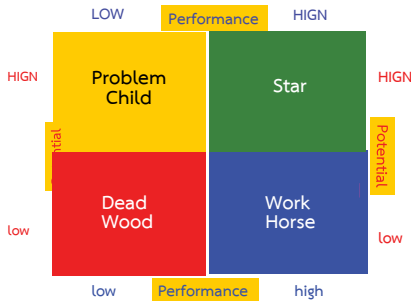 LOW Performance HIGN
HIGN Problem Child Star HIGN
Potential
low Dead Wood Work Horse low
low Performance high